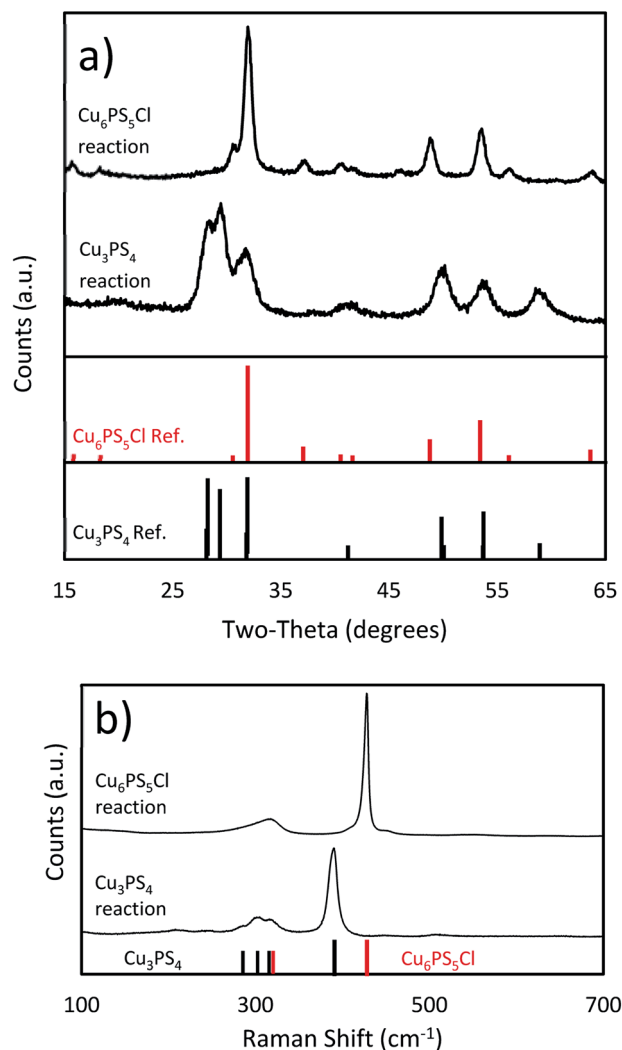 a)
Cu₆PS₅Cl
reaction
Cu₃PS₄
reaction
Counts (a.u.)
Cu₆PS₅Cl Ref.
Cu₃PS₄ Ref.
15 25 35 45 55 65
Two-Theta (degrees)
b)
Cu₆PS₅Cl
reaction
Cu₃PS₄
reaction
Counts (a.u.)
Cu₃PS₄ Cu₆PS₅Cl
100 300 500 700
Raman Shift (cm⁻¹)